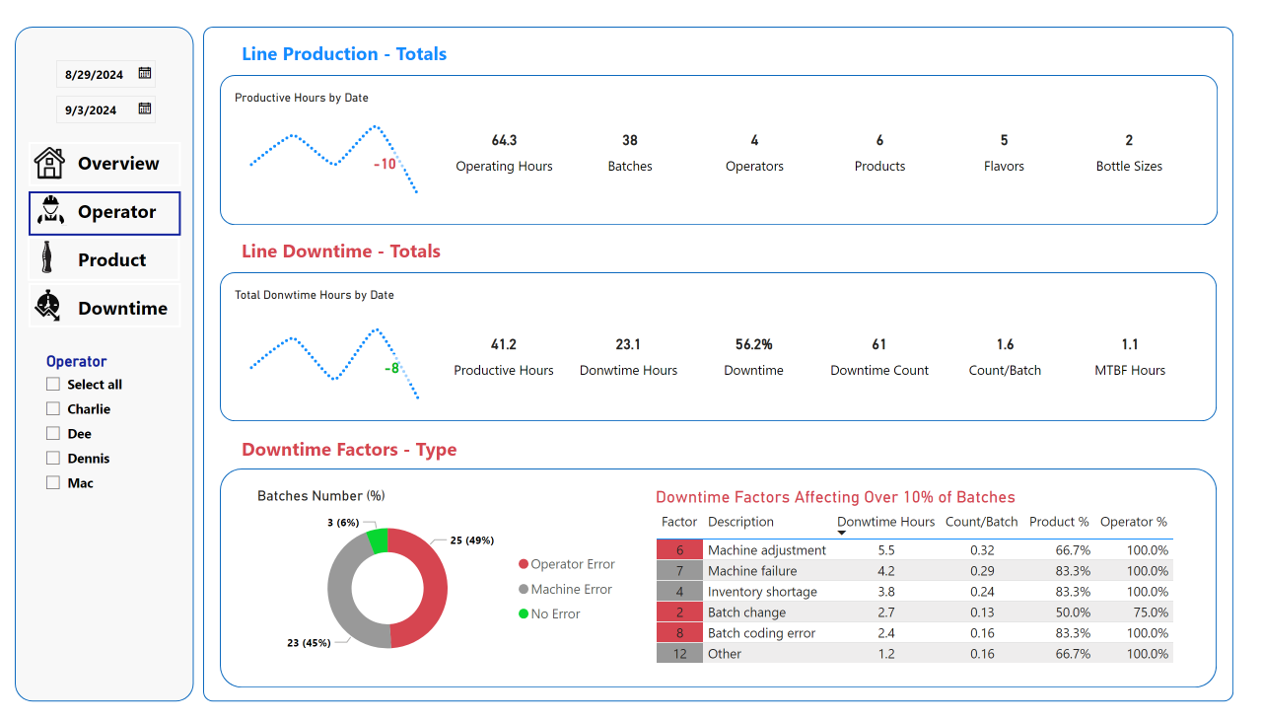 8/29/2024
9/3/2024
Overview
Operator
Product
Downtime
Operator
Select all
Charlie
Dee
Dennis
Mac
Line Production - Totals
Productive Hours by Date
-10
64.3 38 4 6 5 2
Operating Hours Batches Operators Products Flavors Bottle Sizes
Line Downtime - Totals
Total Donwtime Hours by Date
-8
41.2 23.1 56.2% 61 1.6 1.1
Productive Hours Donwtime Hours Downtime Downtime Count Count/Batch MTBF Hours
Downtime Factors - Type
Batches Number (%)
3 (6%)
25 (49%)
23 (45%)
Operator Error
Machine Error
No Error
Downtime Factors Affecting Over 10% of Batches
Factor Description Donwtime Hours Count/Batch Product % Operator %
6 Machine adjustment 5.5 0.32 66.7% 100.0%
7 Machine failure 4.2 0.29 83.3% 100.0%
4 Inventory shortage 3.8 0.24 83.3% 100.0%
2 Batch change 2.7 0.13 50.0% 75.0%
8 Batch coding error 2.4 0.16 83.3% 100.0%
12 Other 1.2 0.16 66.7% 100.0%